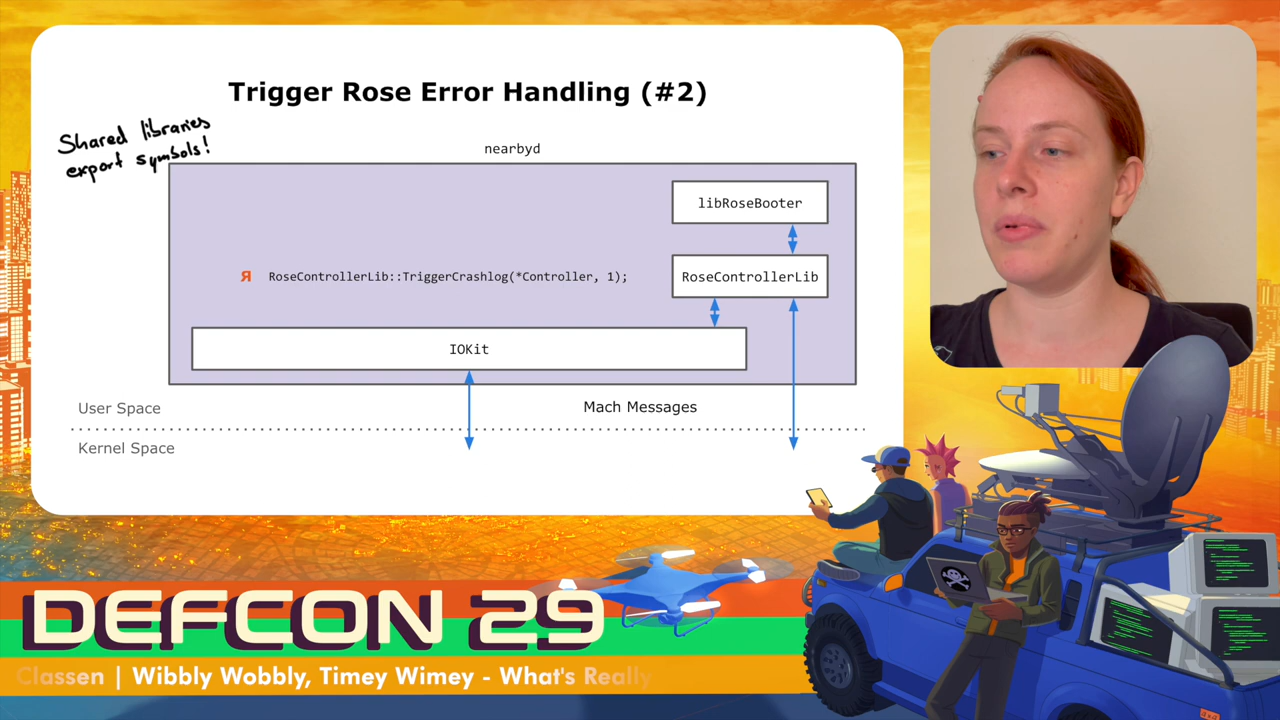 Trigger Rose Error Handling (#2)
Shared libraries
export symbols!
nearbyd
libRoseBooter
R RoseControllerLib::TriggerCrashlog(*Controller, 1);
RoseControllerLib
IOKit
User Space
Mach Messages
Kernel Space
DEFCON 29
Classen | Wibbly Wobbly, Timey Wimey - What's Really